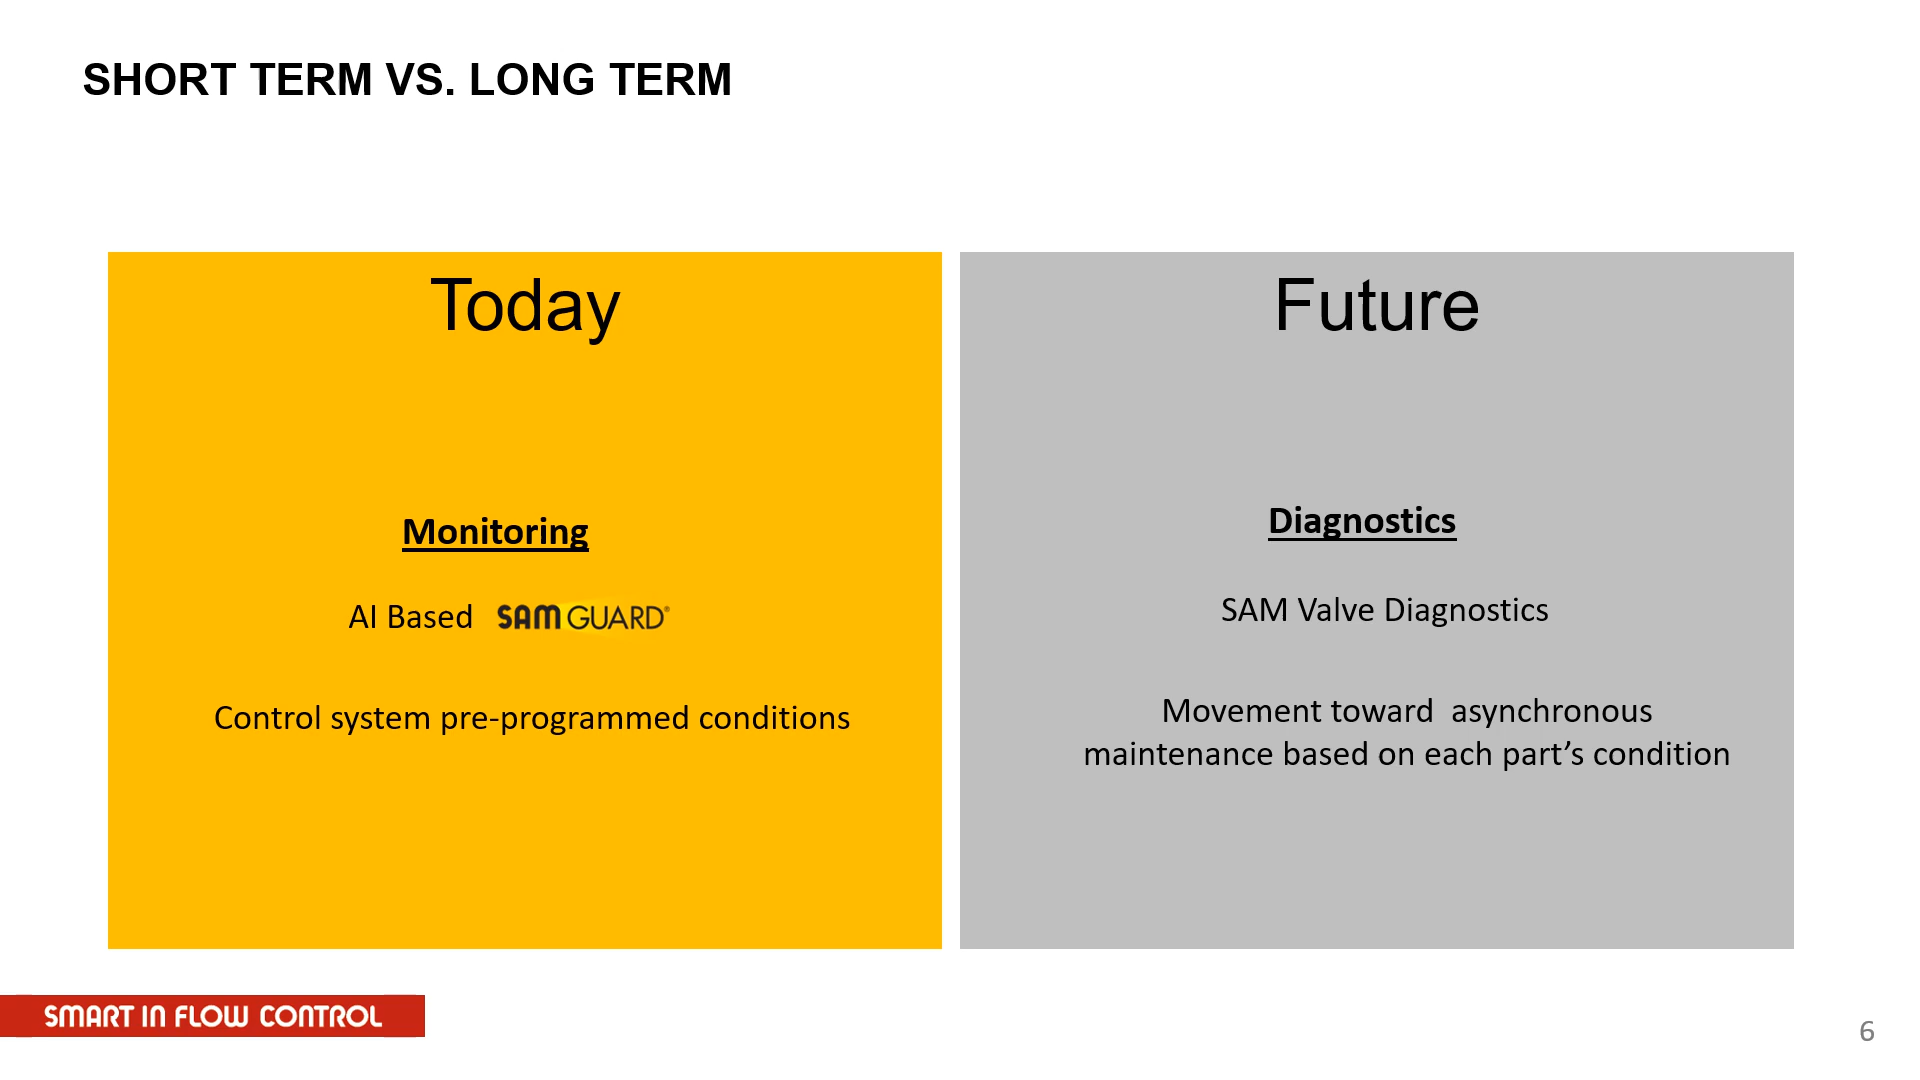 SHORT TERM VS. LONG TERM
Today
Monitoring
AI Based SAM GUARD®
Control system pre-programmed conditions
Future
Diagnostics
SAM Valve Diagnostics
Movement toward  asynchronous
maintenance based on each part’s condition
SMART IN FLOW CONTROL
6